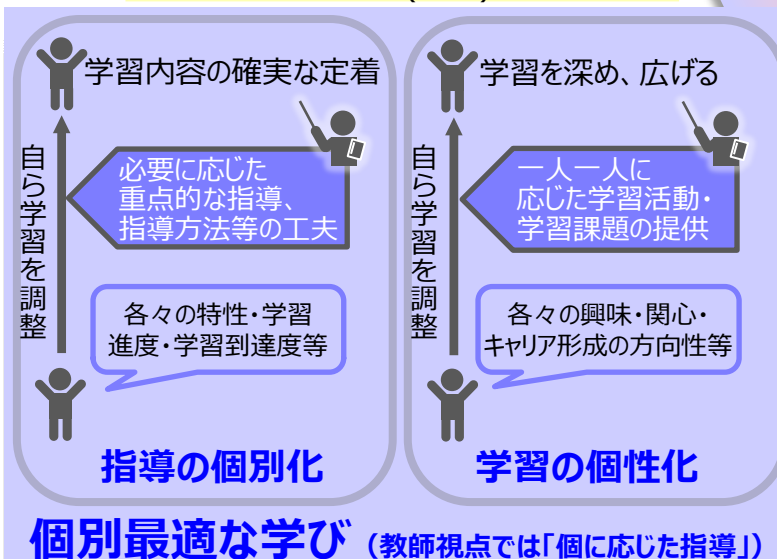 学習内容の確実な定着
自ら学習を調整
必要に応じた
重点的な指導、
指導方法等の工夫
各々の特性・学習
進度・学習到達度等
指導の個別化
学習を深め、広げる
自ら学習を調整
一人一人に
応じた学習活動・
学習課題の提供
各々の興味・関心・
キャリア形成の方向性等
学習の個性化
個別最適な学び（教師視点では「個に応じた指導」）